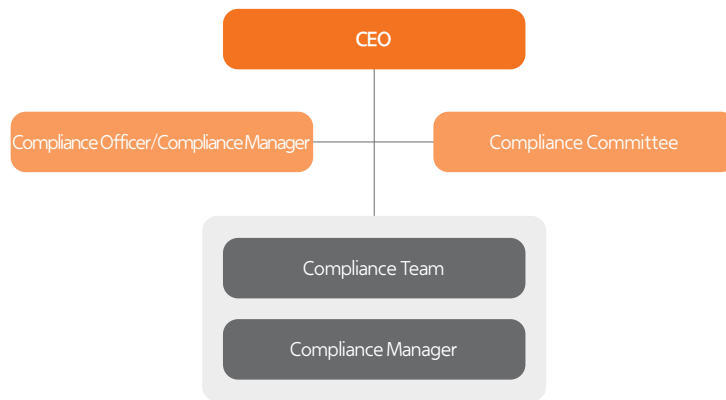 CEO
Compliance Officer/Compliance Manager
Compliance Committee
Compliance Team
Compliance Manager